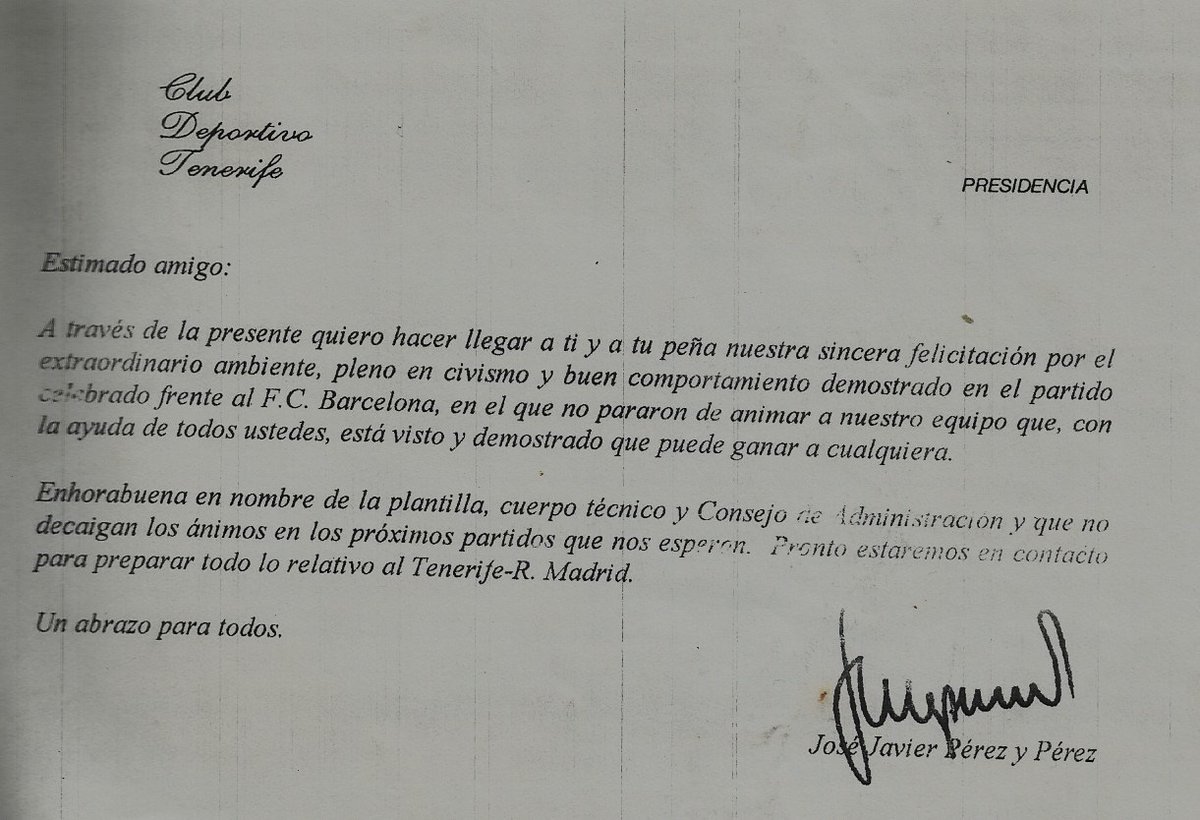 Club
Deportivo
Tenerife
PRESIDENCIA
Estimado amigo:
A través de la presente quiero hacer llegar a ti y a tu peña nuestra sincera felicitación por el
extraordinario ambiente, pleno en civismo y buen comportamiento demostrado en el partido
celebrado frente al F.C. Barcelona, en el que no pararon de animar a nuestro equipo que, con
la ayuda de todos ustedes, está visto y demostrado que puede ganar a cualquiera.
Enhorabuena en nombre de la plantilla, cuerpo técnico y Consejo de Administración y que no
decaigan los ánimos en los próximos partidos que nos esperan. Pronto estaremos en contacto
para preparar todo lo relativo al Tenerife-R. Madrid.
Un abrazo para todos.
José Javier Pérez y Pérez